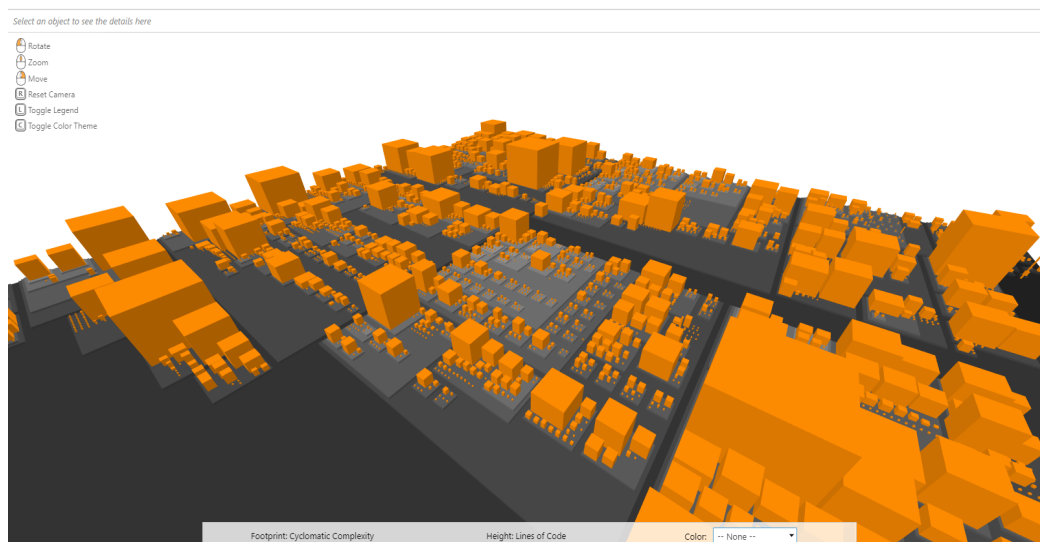 Select an object to see the details here
Rotate
Zoom
Move
R Reset Camera
L Toggle Legend
C Toggle Color Theme
Footprint: Cyclomatic Complexity Height: Lines of Code Color: -- None --